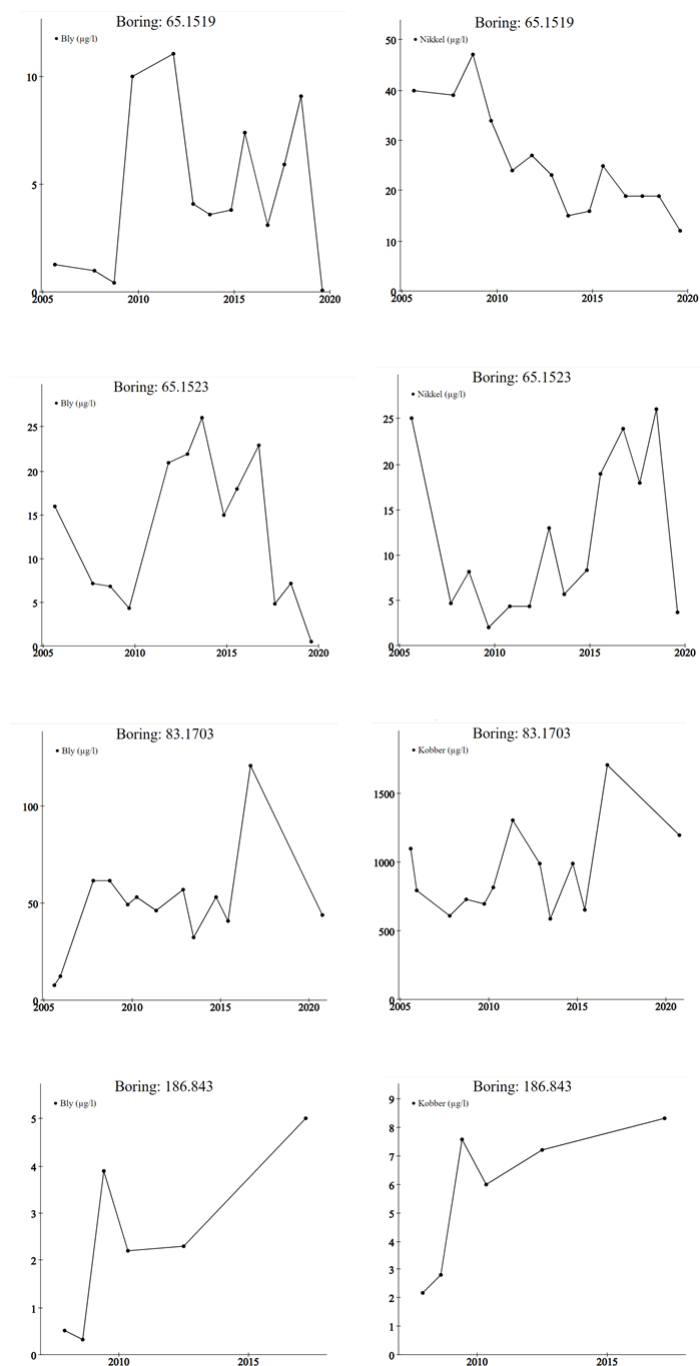 Boring: 65.1519
Bly (µg/l)
10
5
0
2005 2010 2015 2020
Boring: 65.1519
Nikkel (µg/l)
50
40
30
20
10
0
2005 2010 2015 2020
Boring: 65.1523
Bly (µg/l)
25
20
15
10
5
0
2005 2010 2015 2020
Boring: 65.1523
Nikkel (µg/l)
25
20
15
10
5
0
2005 2010 2015 2020
Boring: 83.1703
Bly (µg/l)
100
50
0
2005 2010 2015 2020
Boring: 83.1703
Kobber (µg/l)
1500
1000
500
0
2005 2010 2015 2020
Boring: 186.843
Bly (µg/l)
5
4
3
2
1
0
2010 2015
Boring: 186.843
Kobber (µg/l)
9
8
7
6
5
4
3
2
1
0
2010 2015